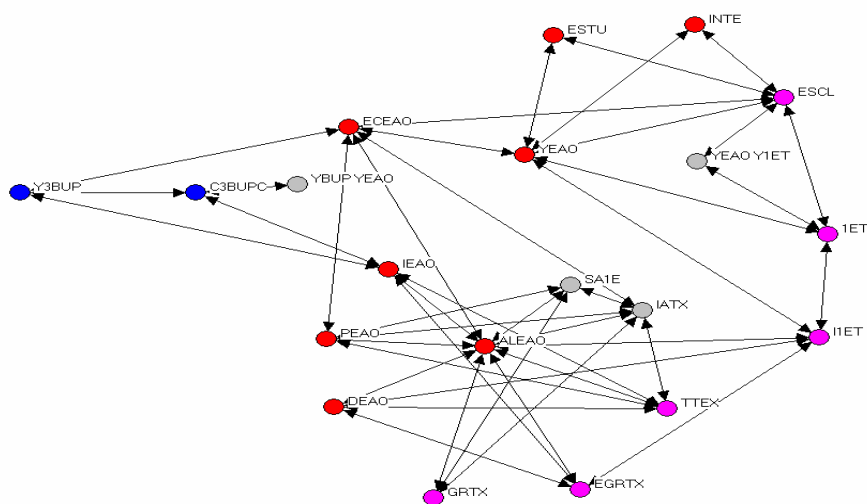 INTE
ESTU
ESCL
ECEAO
YEAO
YEAO Y1ET
Y3BUP
C3BUPC
YBUP YEAO
1ET
IEAO
SA1E
IATX
PEAO
ALEAO
I1ET
DEAO
TTEX
GRTX
EGRTX